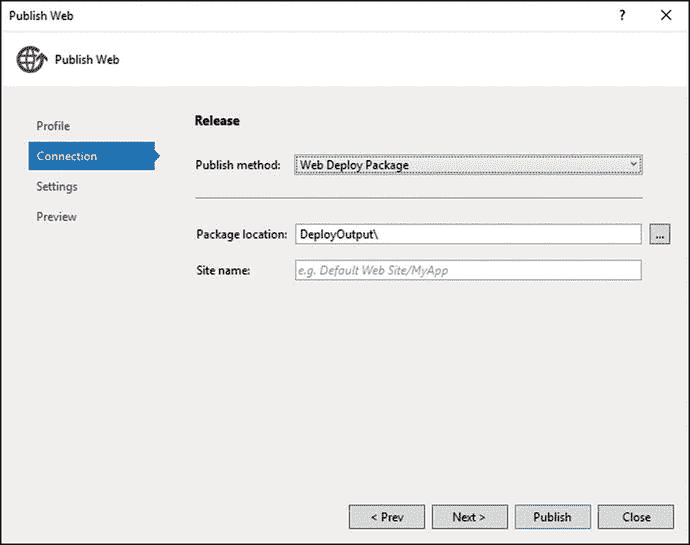 Publish Web
? ×
Publish Web
Profile
Connection
Settings
Preview
Release
Publish method: Web Deploy Package
Package location: DeployOutput\ ...
Site name: e.g. Default Web Site/MyApp
< Prev Next > Publish Close